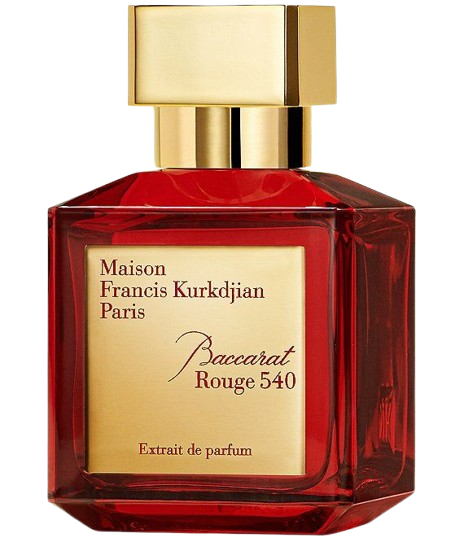 Maison
Francis Kurkdjian
Paris
Baccarat
Rouge 540
Extrait de parfum